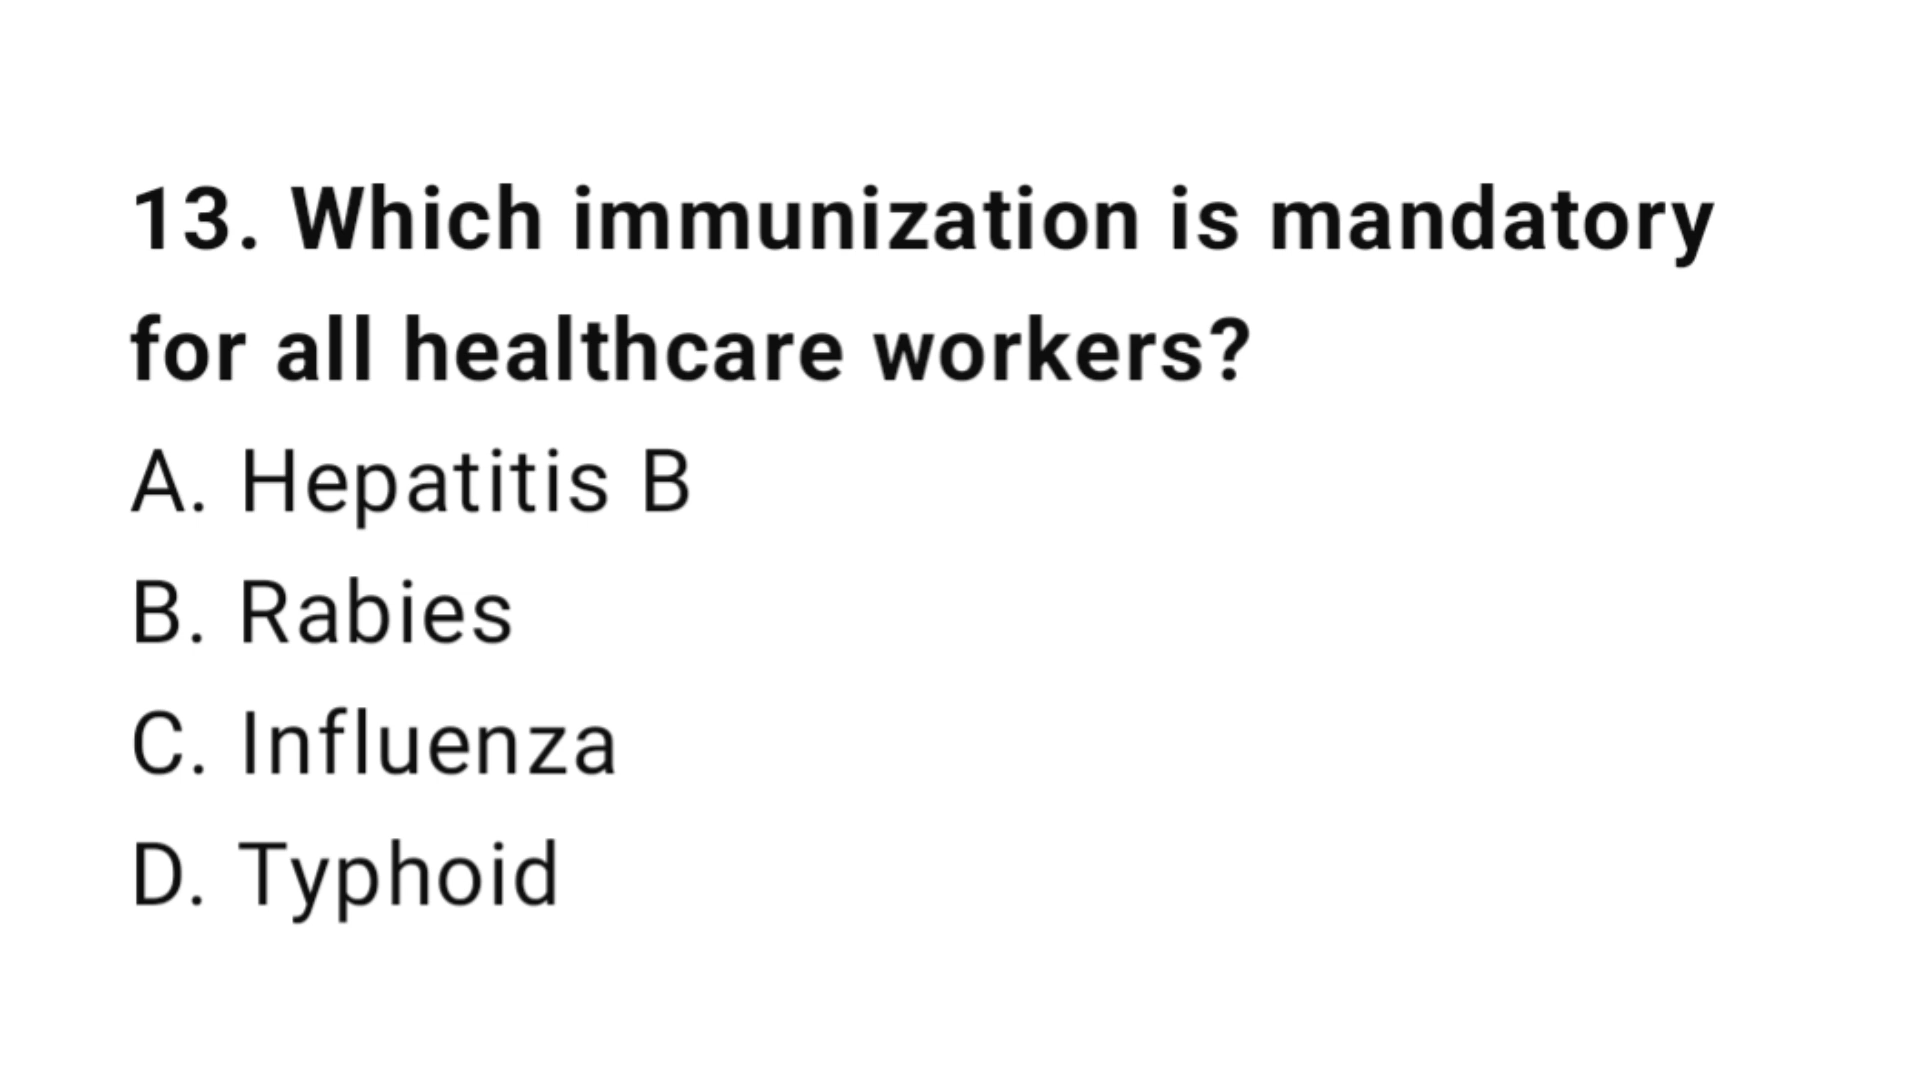 13. Which immunization is mandatory
for all healthcare workers?
A. Hepatitis B
B. Rabies
C. Influenza
D. Typhoid